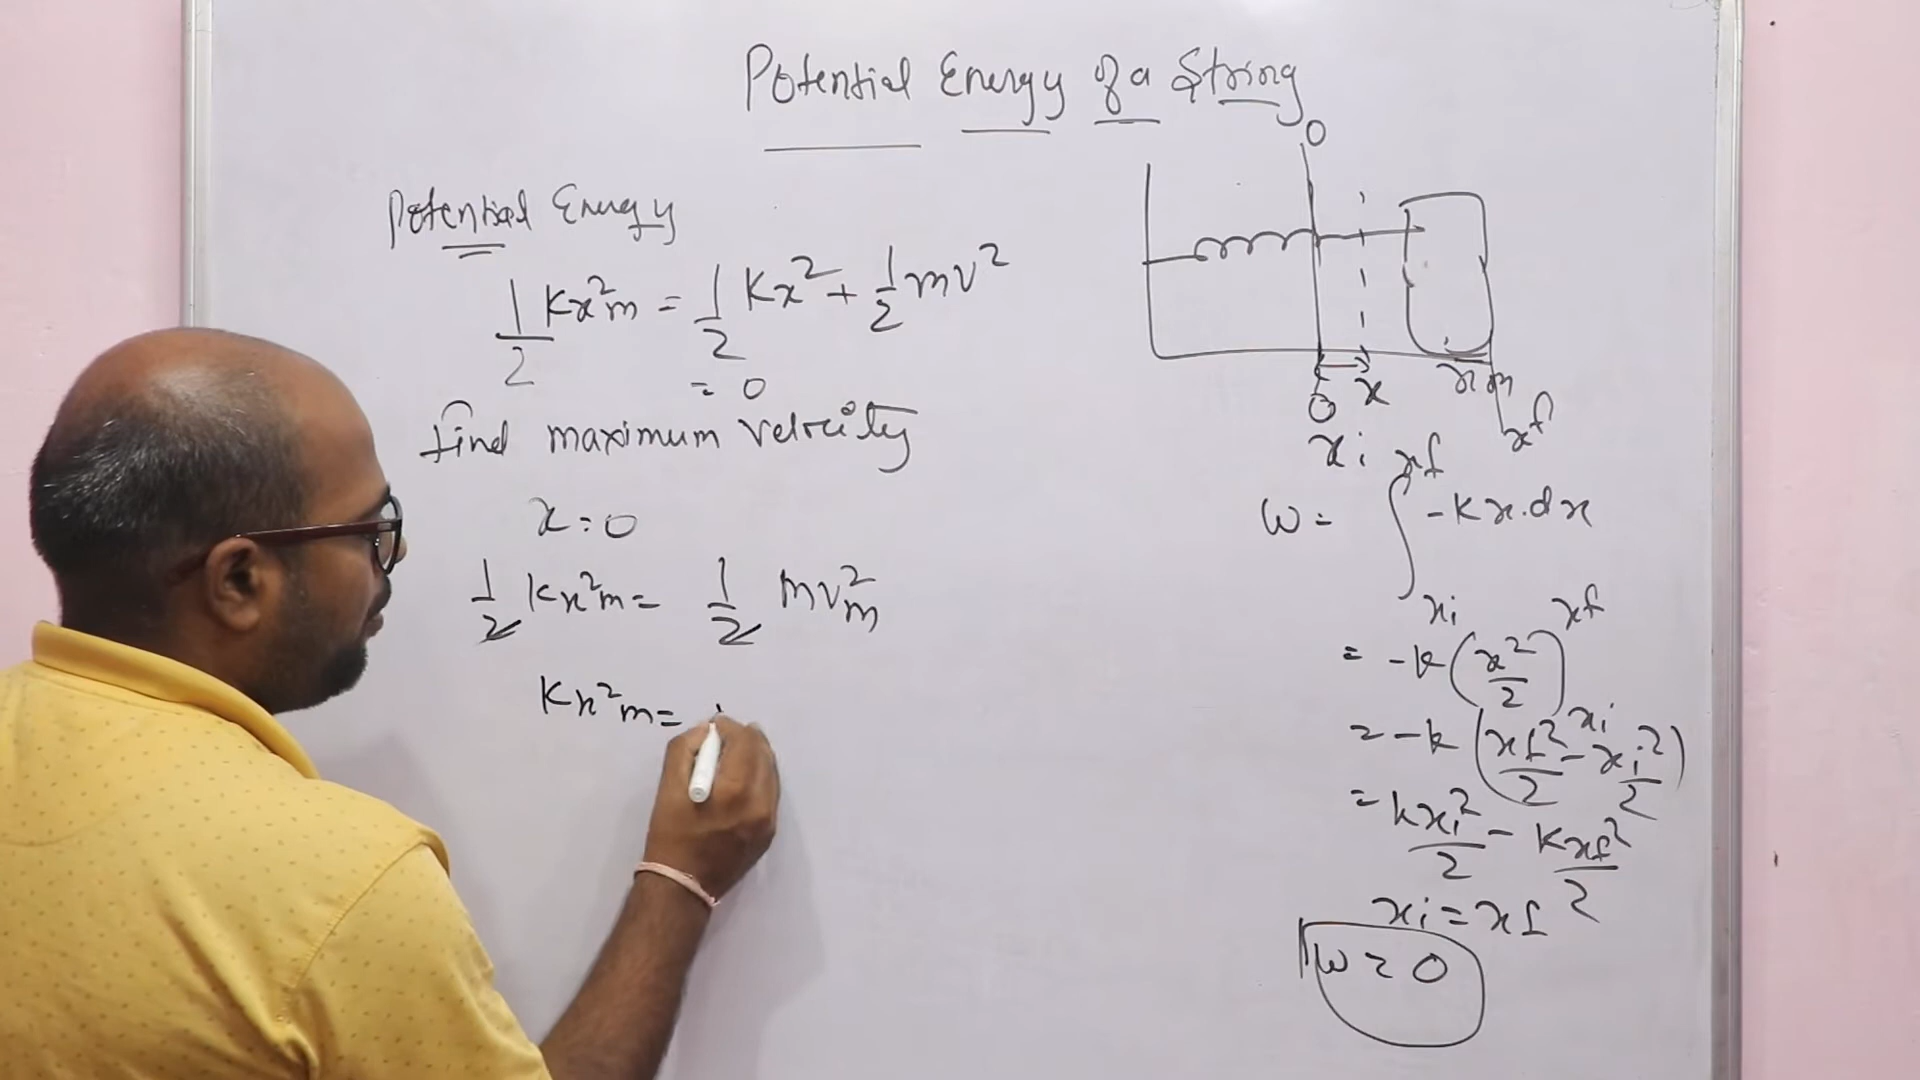 Potential Energy of a String
Potential Energy
1/2 Kx²m = 1/2 Kx² + 1/2 mv²
= 0
find maximum velocity
x = 0
1/2 kx²m = 1/2 mv²m
Kx²m =
O
O x xm
xf
xi
W = ∫ xi xf -Kx.dx
= -k (x²/2) xi xf
= -k (xf²/2 - xi²/2)
= kxi²/2 - kxf²/2
xi = xf
W = 0